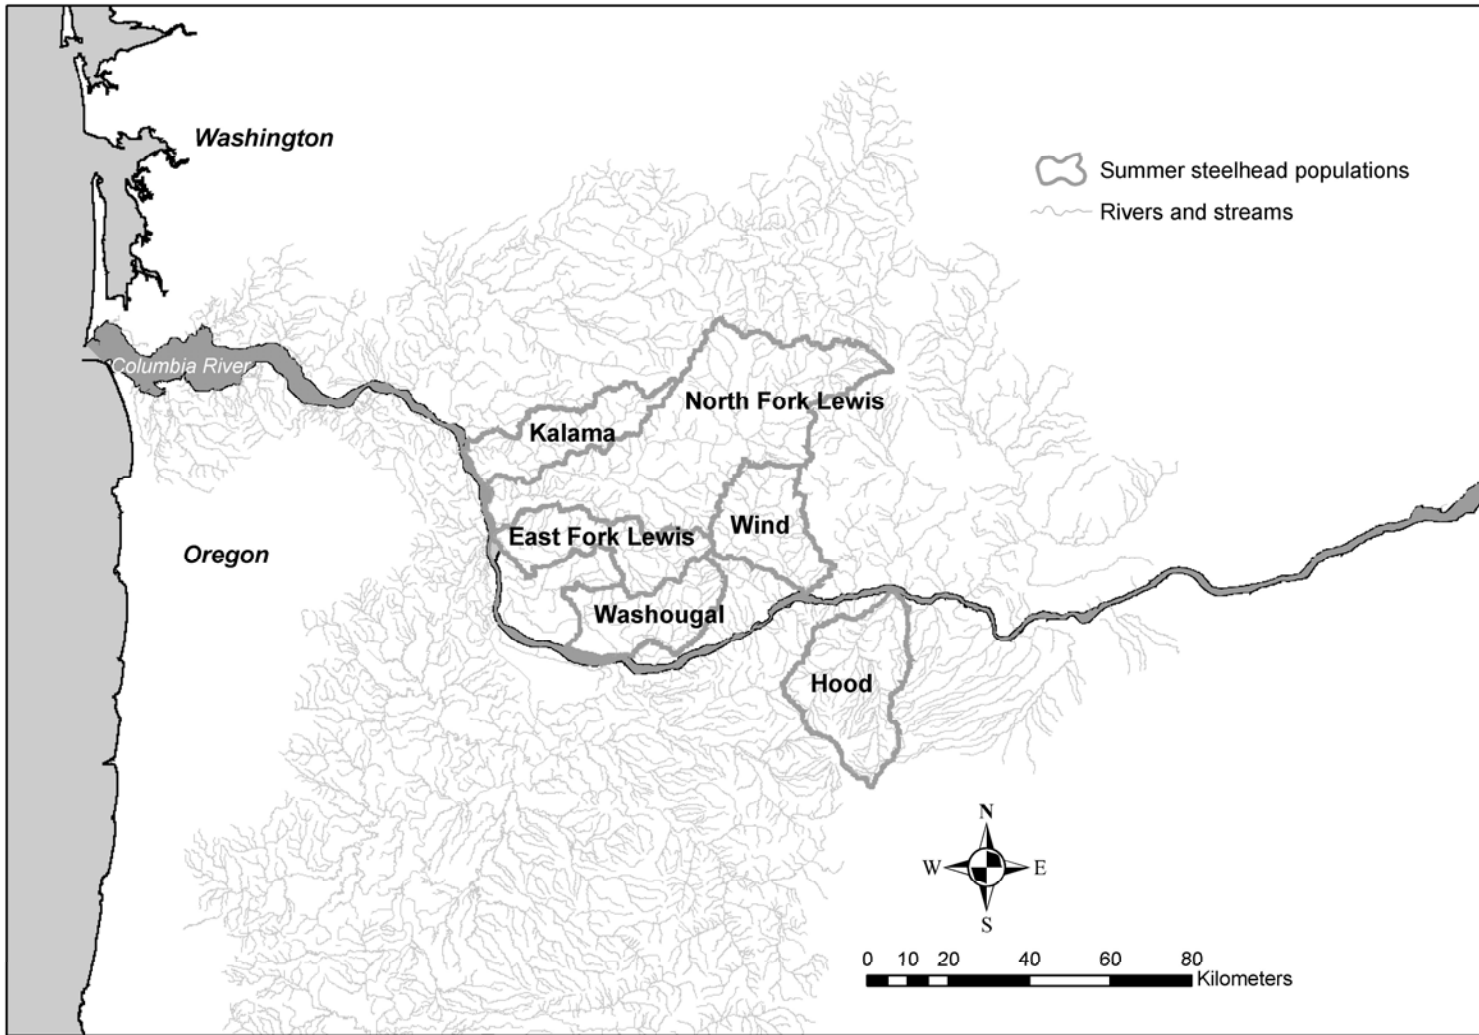 Washington
Summer steelhead populations
Rivers and streams
Columbia River
North Fork Lewis
Kalama
Wind
East Fork Lewis
Oregon
Washougal
Hood
N
W E
S
0 10 20 40 60 80
Kilometers